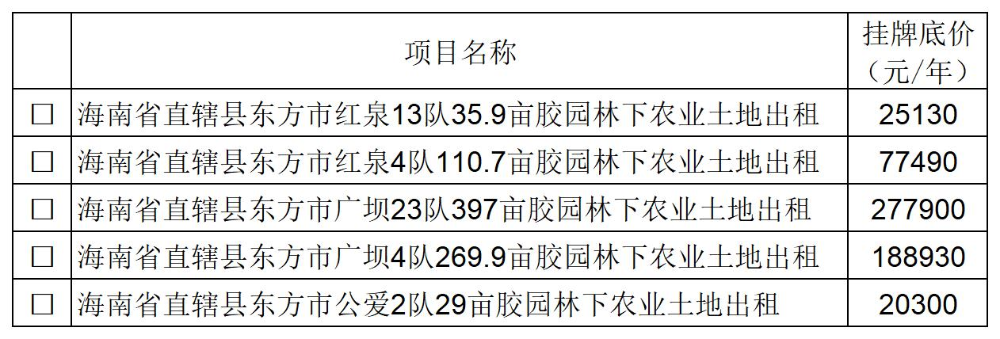 项目名称
挂牌底价
（元/年）
□ 海南省直辖县东方市红泉13队35.9亩胶园林下农业土地出租 25130
□ 海南省直辖县东方市红泉4队110.7亩胶园林下农业土地出租 77490
□ 海南省直辖县东方市广坝23队397亩胶园林下农业土地出租 277900
□ 海南省直辖县东方市广坝4队269.9亩胶园林下农业土地出租 188930
□ 海南省直辖县东方市公爱2队29亩胶园林下农业土地出租 20300